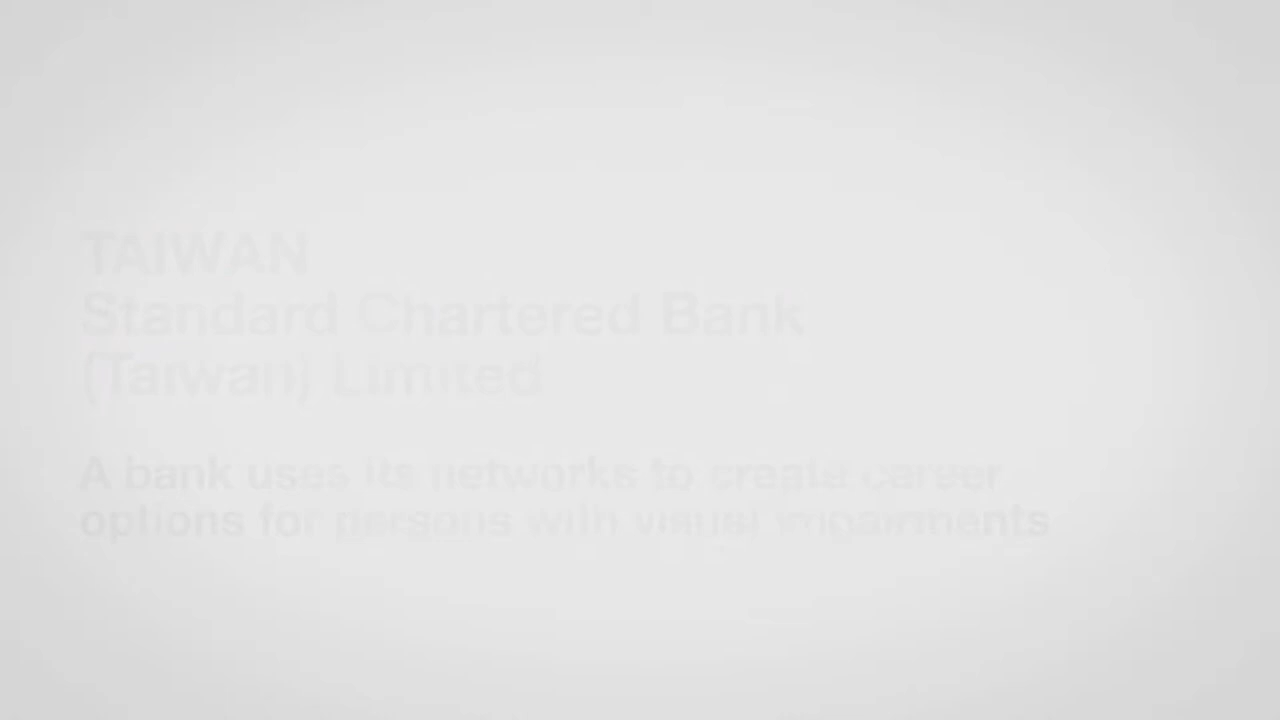 TAIWAN
Standard Chartered Bank
(Taiwan) Limited
A bank uses its networks to create career
options for persons with visual impairments